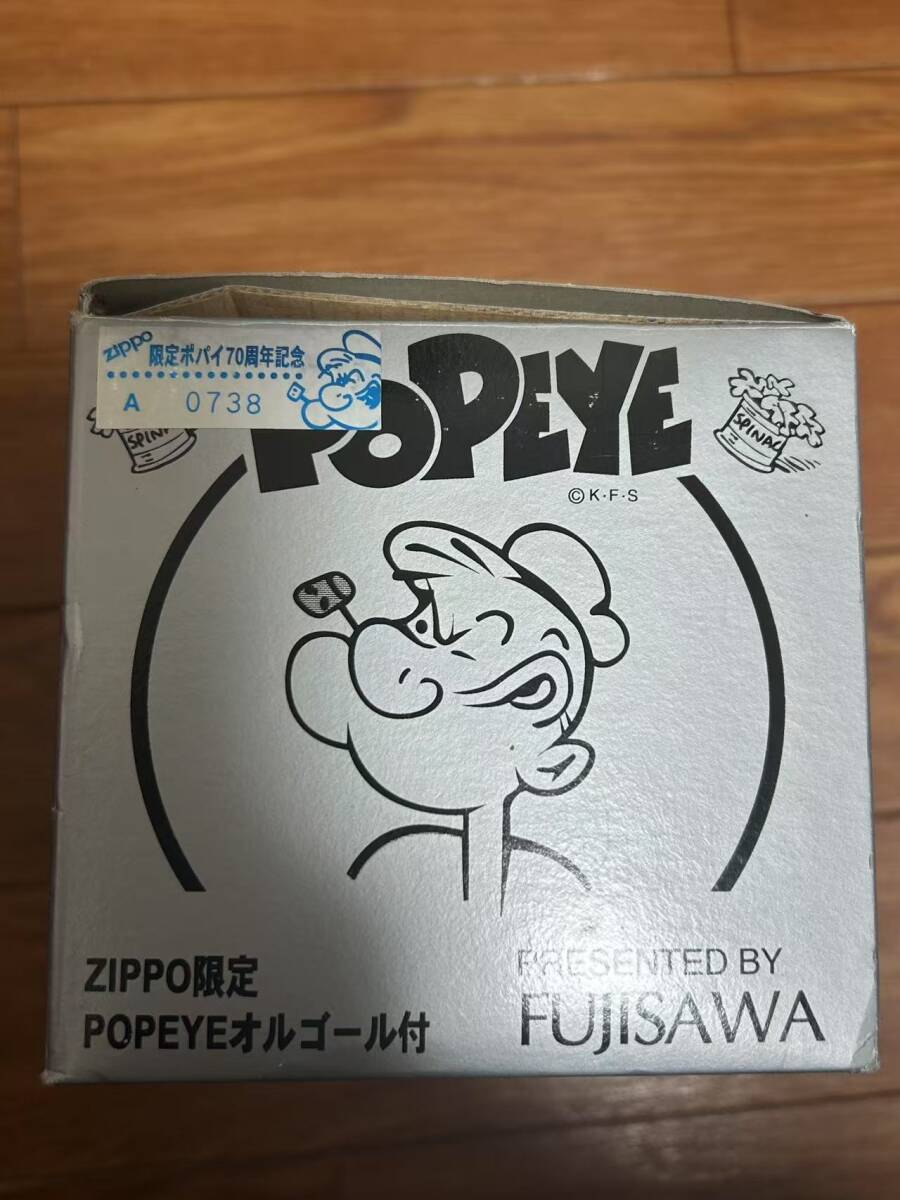 zippo 限定ポパイ70周年記念
A 0738
POPEYE
SPINAC
SPINAC
©K·F·S
ZIPPO限定
POPEYEオルゴール付
PRESENTED BY
FUJISAWA